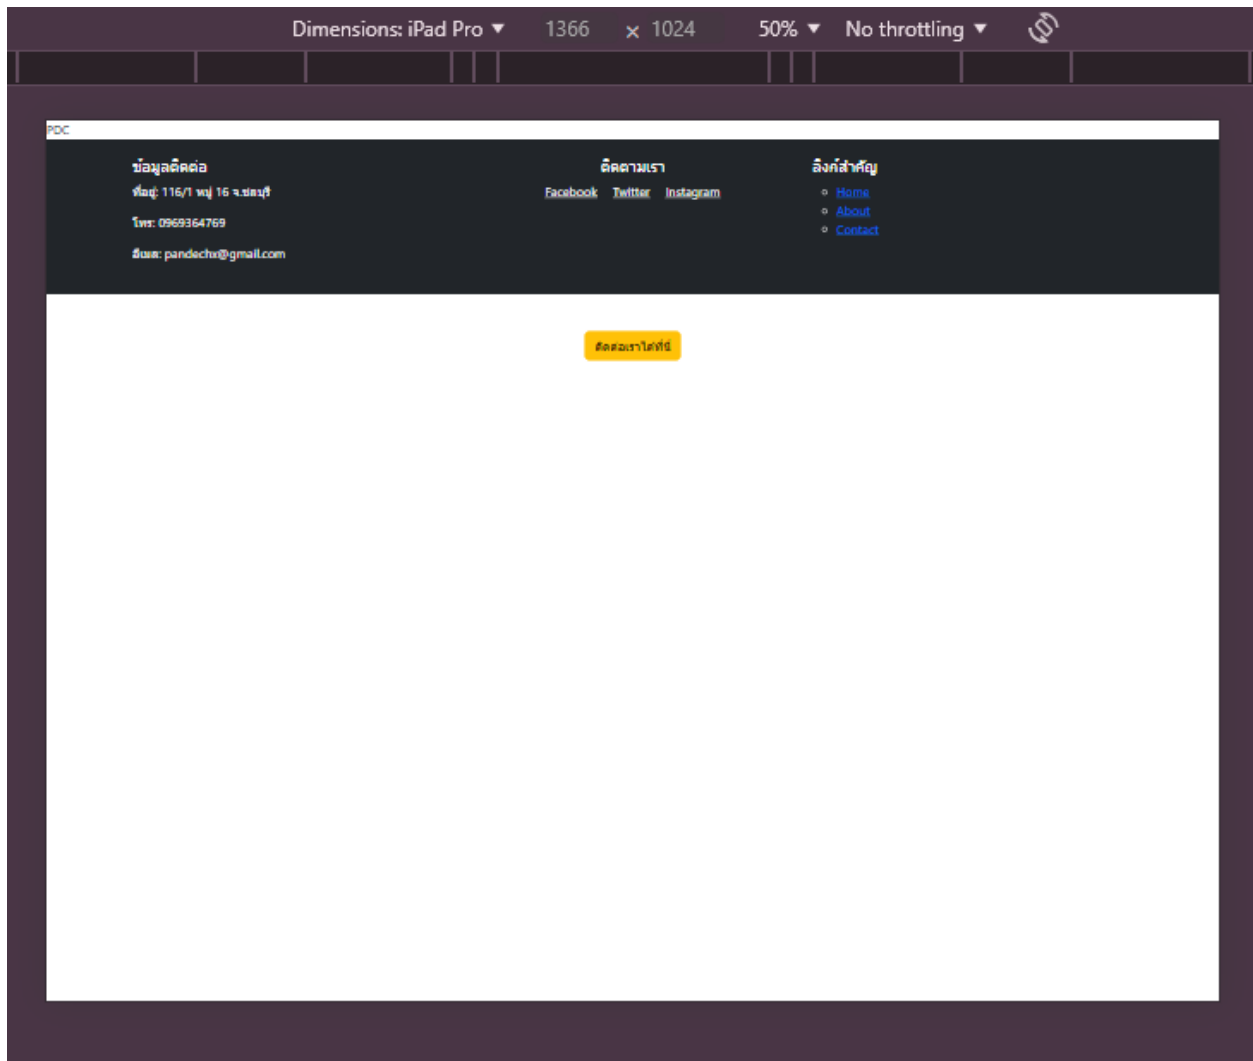 Dimensions: iPad Pro ▼ 1366 × 1024 50% ▼ No throttling ▼
PDC
ข้อมูลติดต่อ
ที่อยู่: 116/1 หมู่ 16 จ.ชลบุรี
โทร: 0969364769
อีเมล: pandechx@gmail.com
ติดตามเรา
Facebook Twitter Instagram
ลิงก์สำคัญ
Home
About
Contact
ติดต่อเราได้ที่นี่